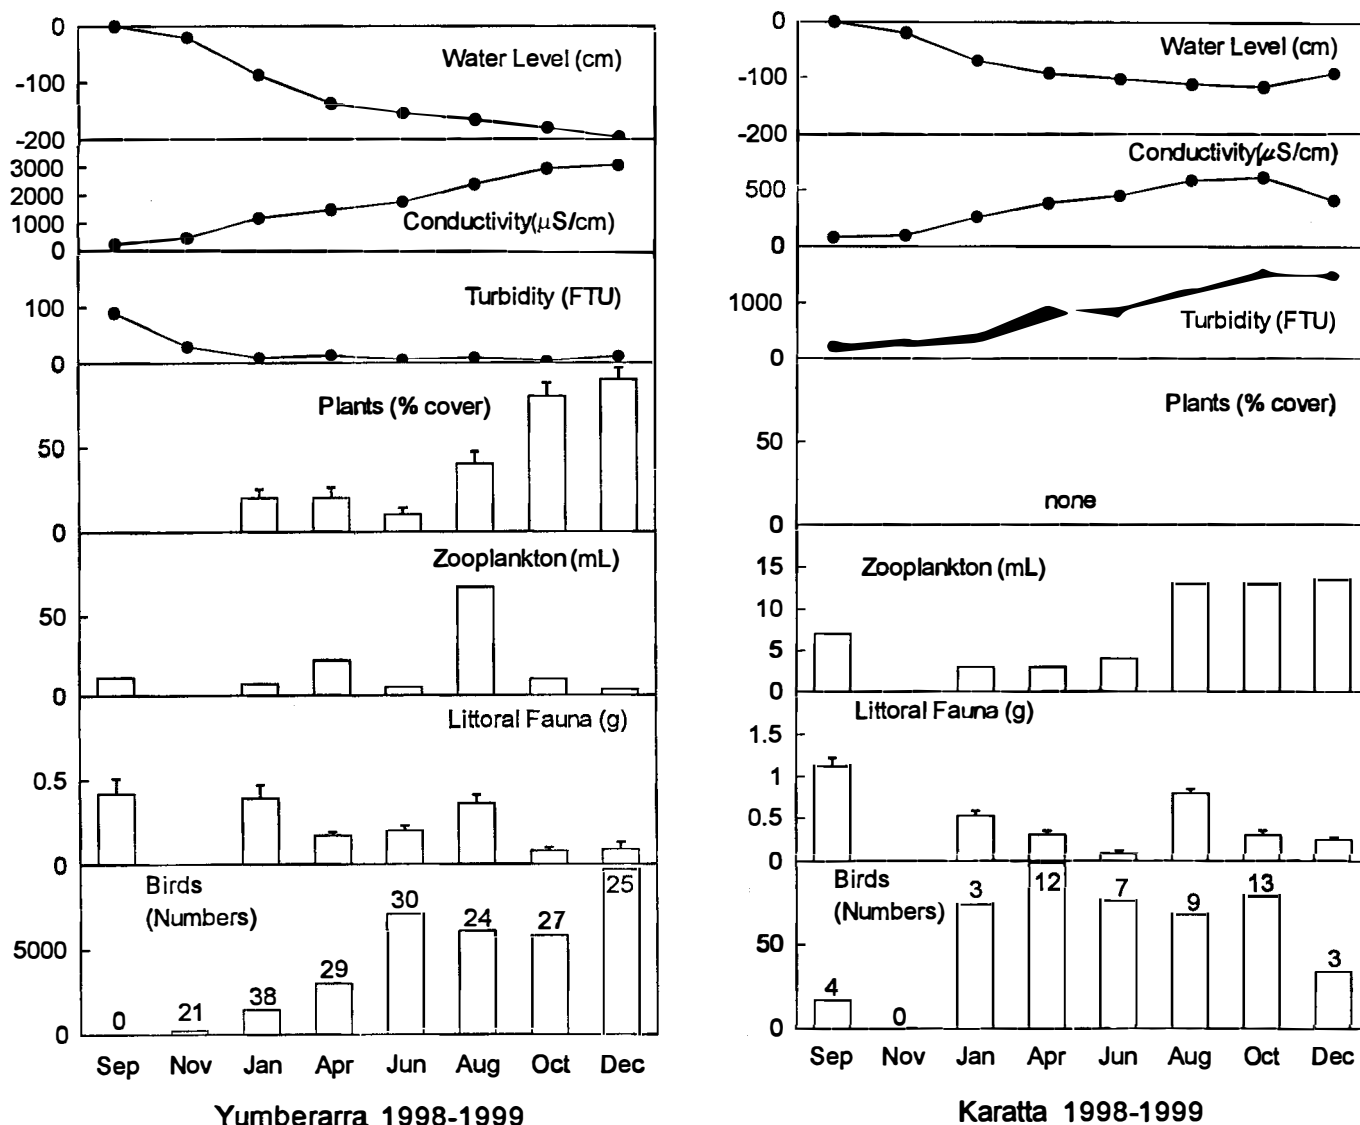 0
-100
-200
Water Level (cm)
3000
2000
1000
0
Conductivity(μS/cm)
100
0
Turbidity (FTU)
50
0
Plants (% cover)
50
0
Zooplankton (mL)
0.5
0
Littoral Fauna (g)
5000
0
Birds
(Numbers)
0 21 38 29 30 24 27 25
Sep Nov Jan Apr Jun Aug Oct Dec
Yumberarra 1998-1999
0
-100
-200
Water Level (cm)
500
0
Conductivity(μS/cm)
1000
0
Turbidity (FTU)
50
0
Plants (% cover)
none
15
10
5
0
Zooplankton (mL)
1.5
1
0.5
0
Littoral Fauna (g)
50
0
Birds
(Numbers)
4 0 3 12 7 9 13 3
Sep Nov Jan Apr Jun Aug Oct Dec
Karatta 1998-1999